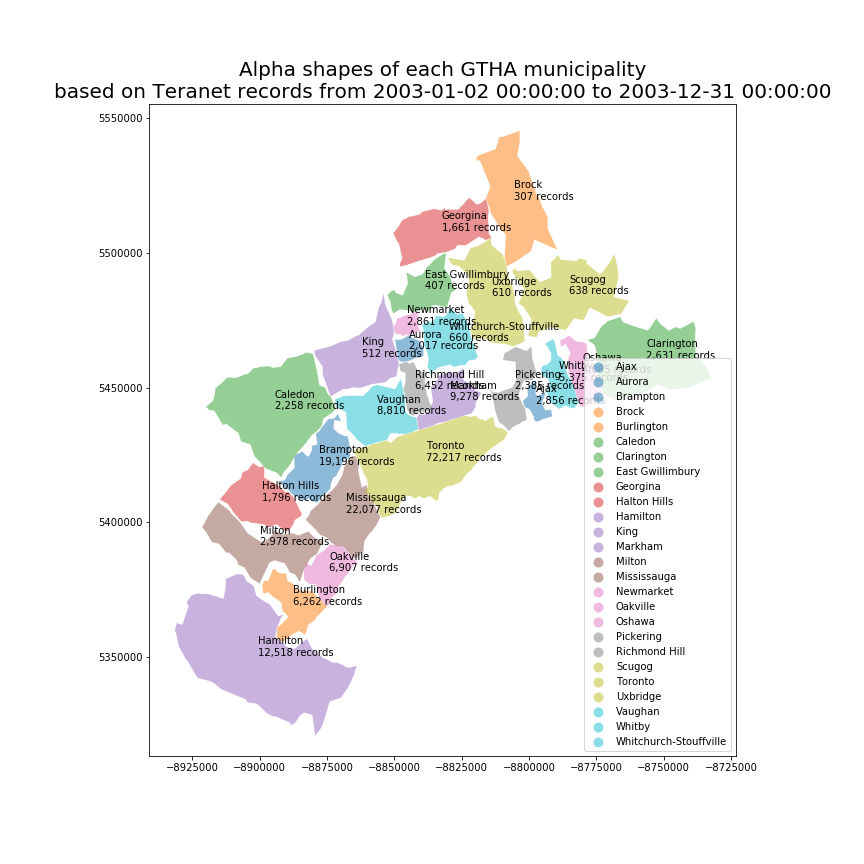 Alpha shapes of each GTHA municipality
based on Teranet records from 2003-01-02 00:00:00 to 2003-12-31 00:00:00
5550000
5500000
5450000
5400000
5350000
Brock
307 records
Georgina
1,661 records
East Gwillimbury
407 records
Uxbridge
610 records
Scugog
638 records
Newmarket
2,861 records
Whitchurch-Stouffville
660 records
Aurora
2,017 records
King
512 records
Clarington
2,631 records
Oshawa
records
Whitb
5,375
Richmond Hill
6,452 records
Markham
9,278 records
Pickering
2,385 records
Ajax
2,856 records
Caledon
2,258 records
Vaughan
8,810 records
Toronto
72,217 records
Brampton
19,196 records
Halton Hills
1,796 records
Mississauga
22,077 records
Milton
2,978 records
Oakville
6,907 records
Burlington
6,262 records
Hamilton
12,518 records
Ajax
Aurora
Brampton
Brock
Burlington
Caledon
Clarington
East Gwillimbury
Georgina
Halton Hills
Hamilton
King
Markham
Milton
Mississauga
Newmarket
Oakville
Oshawa
Pickering
Richmond Hill
Scugog
Toronto
Uxbridge
Vaughan
Whitby
Whitchurch-Stouffville
−8925000 −8900000 −8875000 −8850000 −8825000 −8800000 −8775000 −8750000 −8725000